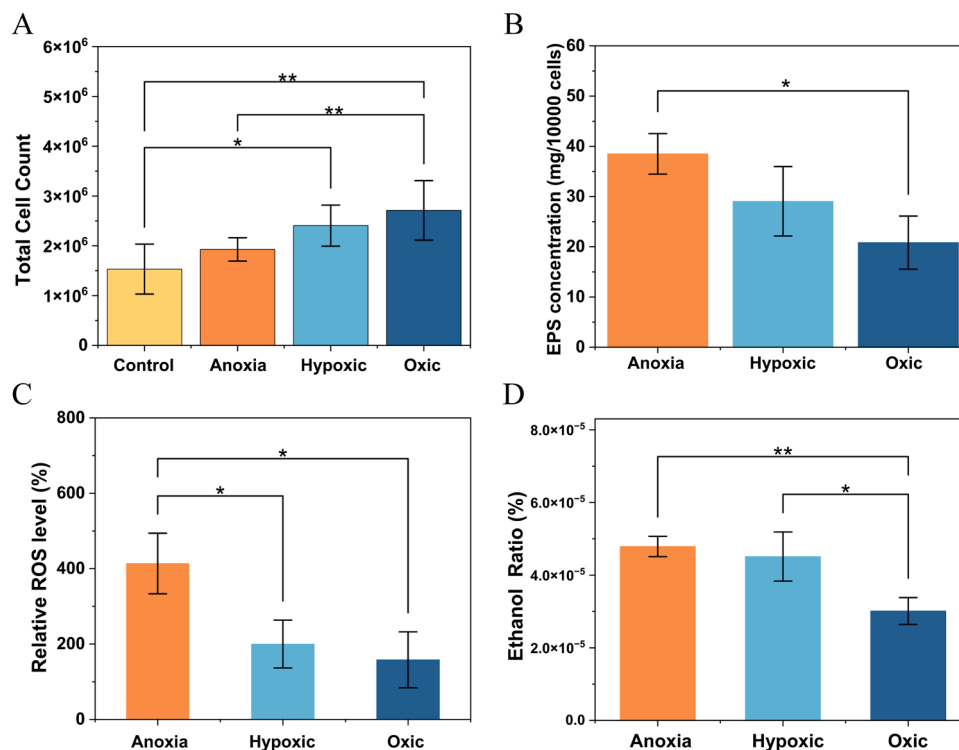 A
Total Cell Count
6×10⁶
5×10⁶
4×10⁶
3×10⁶
2×10⁶
1×10⁶
0
**
**
*
Control Anoxia Hypoxic Oxic
B
EPS concentration (mg/10000 cells)
60
50
40
30
20
10
0
*
Anoxia Hypoxic Oxic
C
Relative ROS level (%)
800
600
400
200
0
*
*
Anoxia Hypoxic Oxic
D
Ethanol Ratio (%)
8.0×10⁻⁵
6.0×10⁻⁵
4.0×10⁻⁵
2.0×10⁻⁵
0.0
**
*
Anoxia Hypoxic Oxic